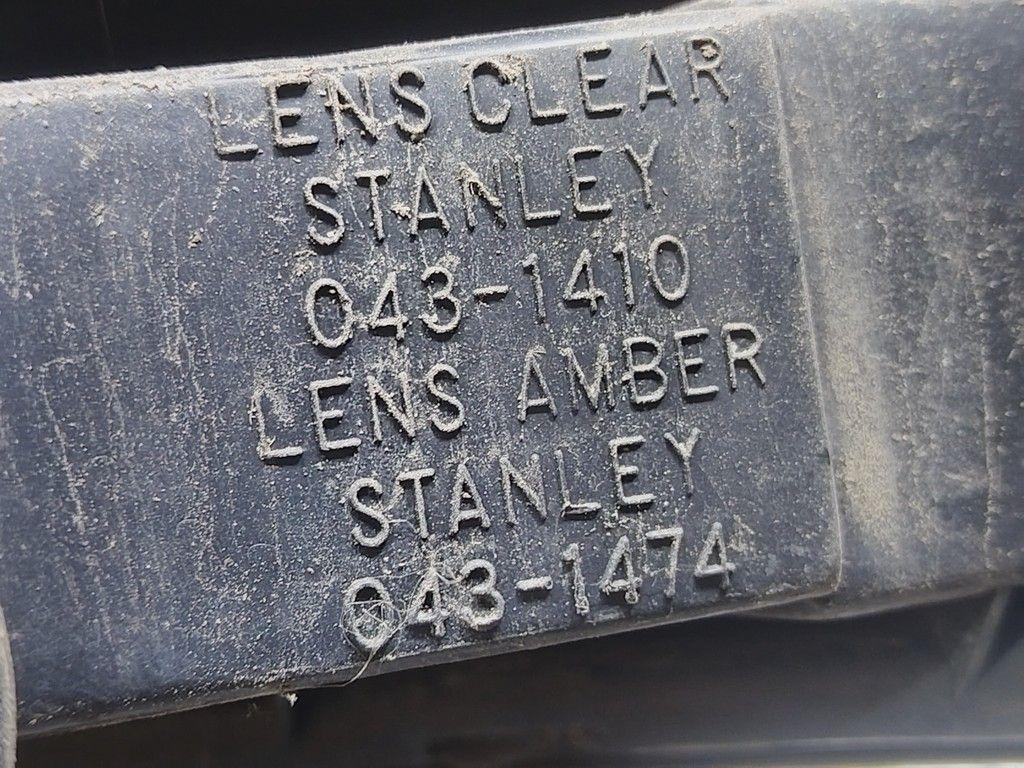 LENS CLEAR
STANLEY
043-1410
LENS AMBER
STANLEY
043-1474